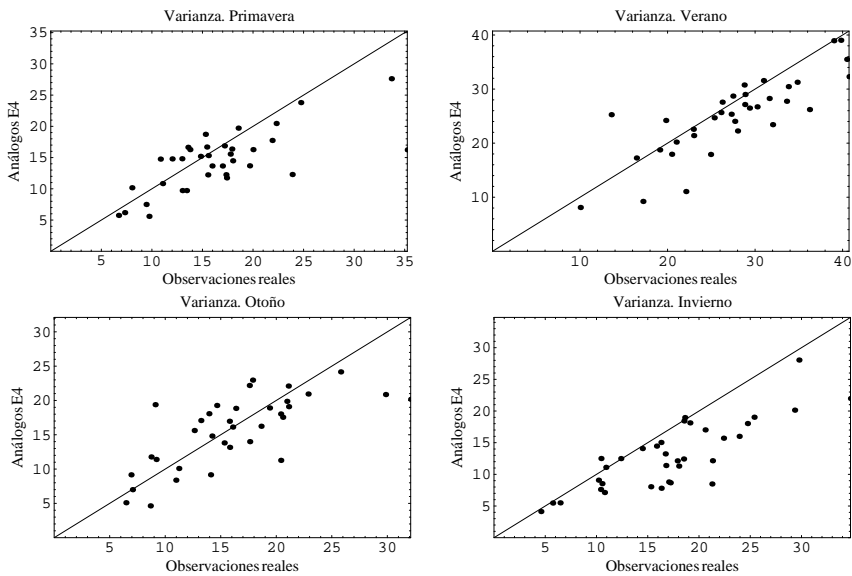 Varianza. Primavera
35
30
25
20
15
10
5
Análogos E4
5 10 15 20 25 30 35
Observaciones reales
Varianza. Verano
40
30
20
10
Análogos E4
10 20 30 40
Observaciones reales
Varianza. Otoño
30
25
20
15
10
5
Análogos E4
5 10 15 20 25 30
Observaciones reales
Varianza. Invierno
30
25
20
15
10
5
Análogos E4
5 10 15 20 25 30
Observaciones reales